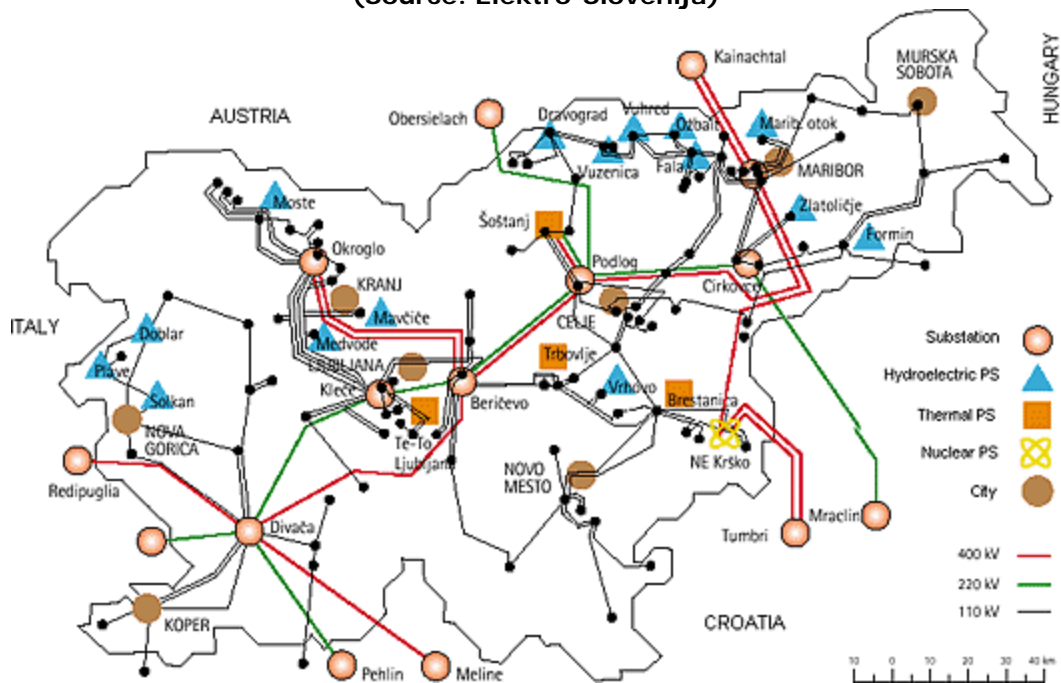 (Source: Elektro-Slovenija)
Kainachtal
MURSKA
SOBOTA
HUNGARY
AUSTRIA
Obersielach
Dravograd
Vuhred
Ožbalt
Marib. otok
Vuzenica
Fala
MARIBOR
Moste
Zlatoličje
Šoštanj
Formin
Okroglo
Podlog
Cirkovce
KRANJ
ITALY
Mavčiče
CELJE
Doblar
Medvode
Substation
LJUBLJANA
Trbovlje
Plave
Hydroelectric PS
Kleče
Beričevo
Vrhovo
Brestanica
Solkan
Thermal PS
NOVA
GORICA
Te-To
Ljubljana
NE Krško
Nuclear PS
NOVO
MESTO
City
Redipuglia
Divača
Mraclin
Tumbri
400 kV
220 kV
110 kV
KOPER
CROATIA
Pehlin
Meline
10 0 10 20 30 40 km